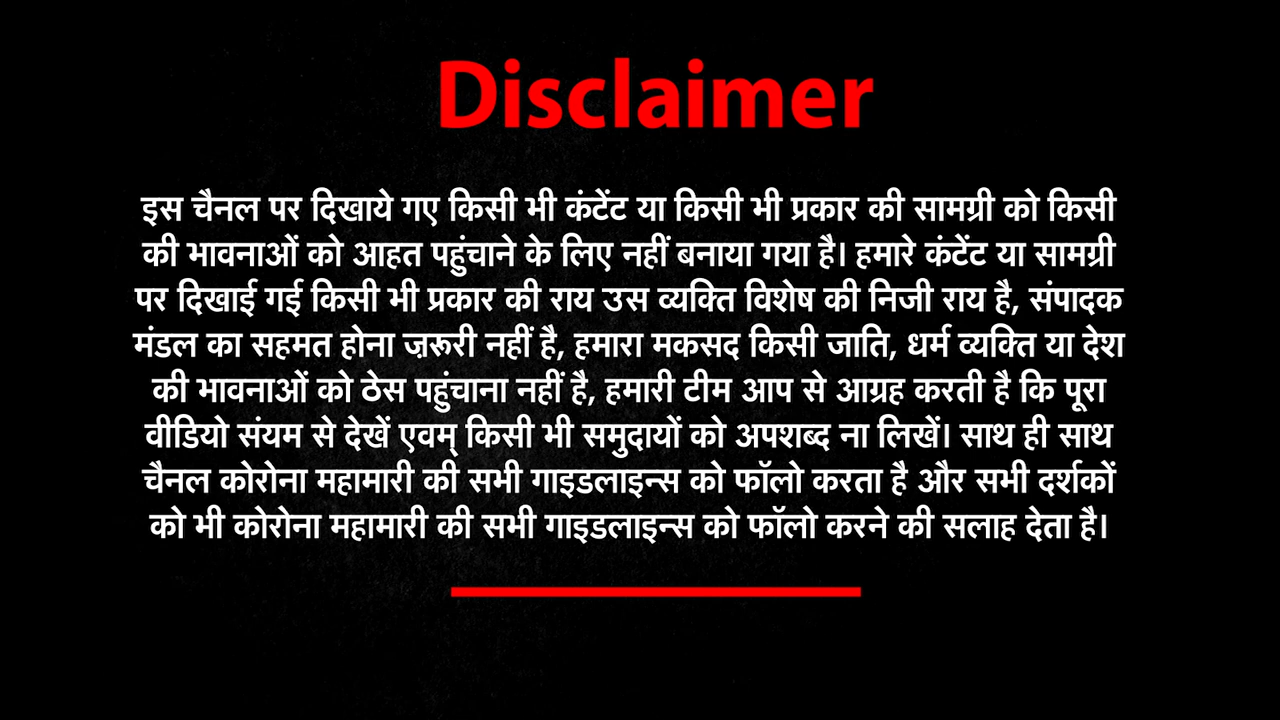 Disclaimer
इस चैनल पर दिखाये गए किसी भी कंटेंट या किसी भी प्रकार की सामग्री को किसी
की भावनाओं को आहत पहुंचाने के लिए नहीं बनाया गया है। हमारे कंटेंट या सामग्री
पर दिखाई गई किसी भी प्रकार की राय उस व्यक्ति विशेष की निजी राय है, संपादक
मंडल का सहमत होना ज़रूरी नहीं है, हमारा मकसद किसी जाति, धर्म व्यक्ति या देश
की भावनाओं को ठेस पहुंचाना नहीं है, हमारी टीम आप से आग्रह करती है कि पूरा
वीडियो संयम से देखें एवम् किसी भी समुदायों को अपशब्द ना लिखें। साथ ही साथ
चैनल कोरोना महामारी की सभी गाइडलाइन्स को फॉलो करता है और सभी दर्शकों
को भी कोरोना महामारी की सभी गाइडलाइन्स को फॉलो करने की सलाह देता है।